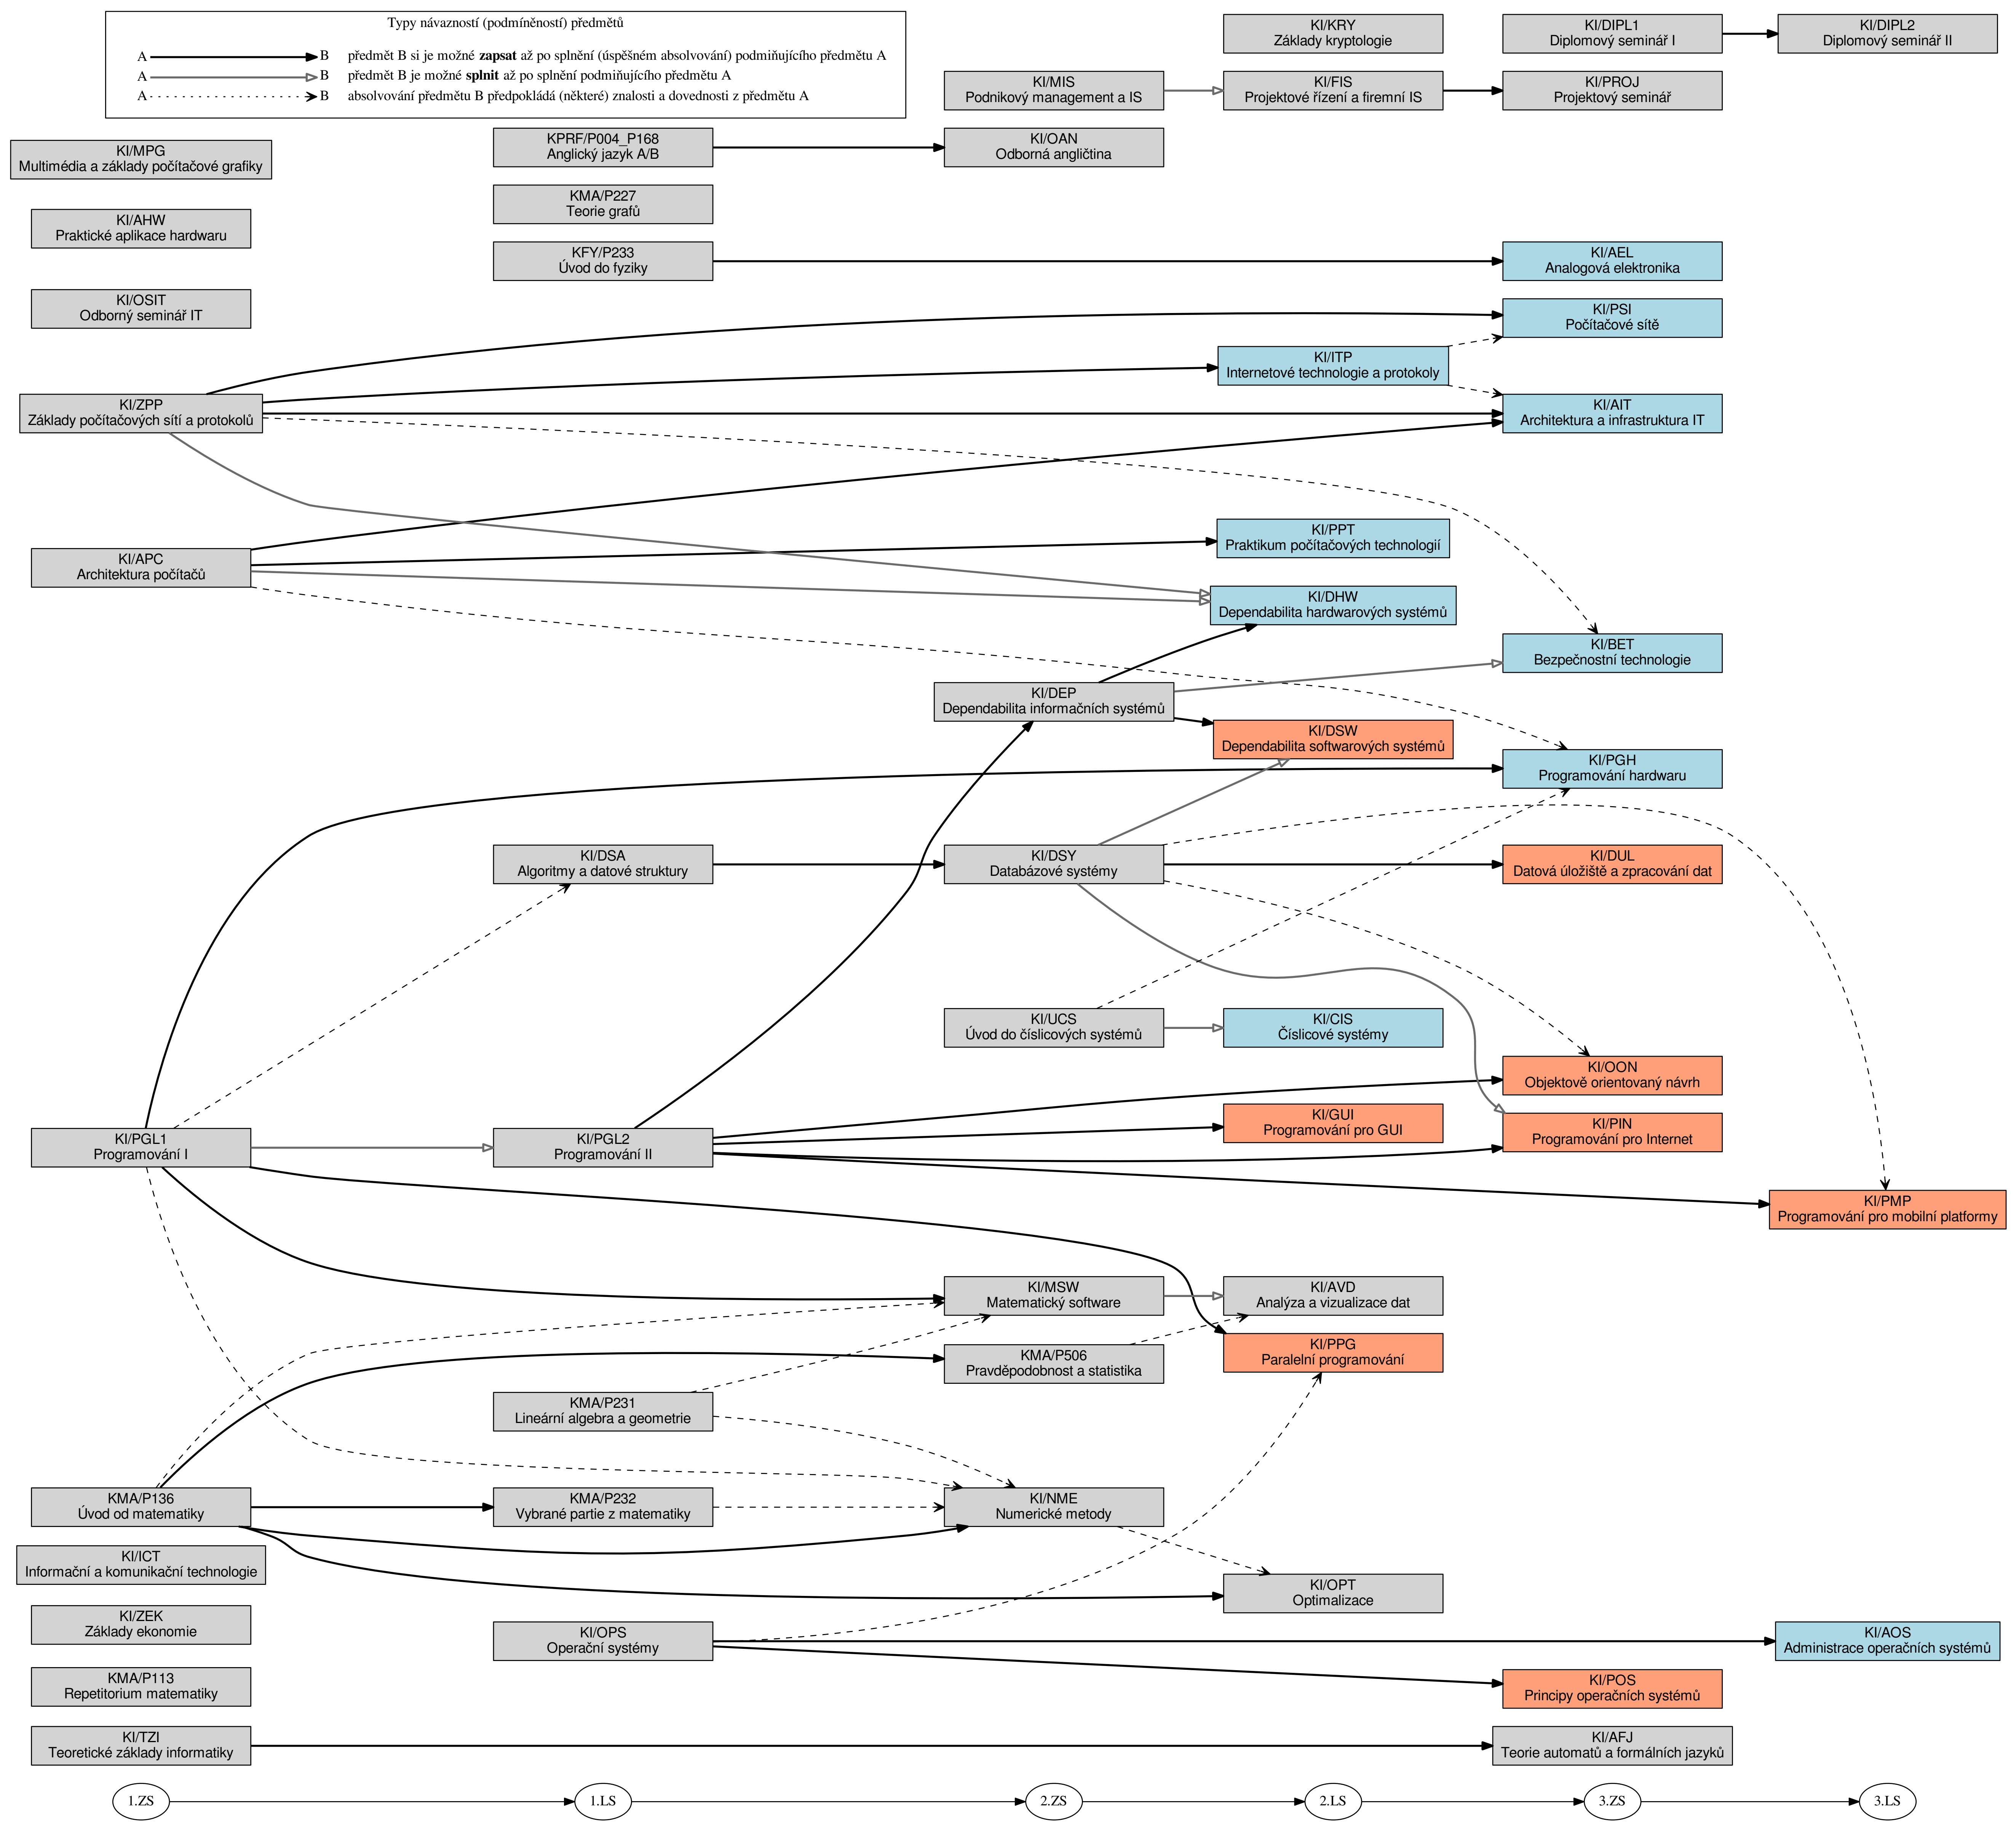 Typy návazností (podmíněností) předmětů
A B předmět B si je možné zapsat až po splnění (úspěšném absolvování) podmiňujícího předmětu A
A B předmět B je možné splnit až po splnění podmiňujícího předmětu A
A B absolvování předmětu B předpokládá (některé) znalosti a dovednosti z předmětu A
KI/MPG
Multimédia a základy počítačové grafiky
KI/AHW
Praktické aplikace hardwaru
KI/OSIT
Odborný seminář IT
KI/ZPP
Základy počítačových sítí a protokolů
KI/APC
Architektura počítačů
KI/PGL1
Programování I
KMA/P136
Úvod od matematiky
KI/ICT
Informační a komunikační technologie
KI/ZEK
Základy ekonomie
KMA/P113
Repetitorium matematiky
KI/TZI
Teoretické základy informatiky
KPRF/P004_P168
Anglický jazyk A/B
KMA/P227
Teorie grafů
KFY/P233
Úvod do fyziky
KI/DSA
Algoritmy a datové struktury
KI/PGL2
Programování II
KMA/P231
Lineární algebra a geometrie
KMA/P232
Vybrané partie z matematiky
KI/OPS
Operační systémy
KI/MIS
Podnikový management a IS
KI/OAN
Odborná angličtina
KI/DEP
Dependabilita informačních systémů
KI/DSY
Databázové systémy
KI/UCS
Úvod do číslicových systémů
KI/MSW
Matematický software
KMA/P506
Pravděpodobnost a statistika
KI/NME
Numerické metody
KI/KRY
Základy kryptologie
KI/FIS
Projektové řízení a firemní IS
KI/ITP
Internetové technologie a protokoly
KI/PPT
Praktikum počítačových technologií
KI/DHW
Dependabilita hardwarových systémů
KI/DSW
Dependabilita softwarových systémů
KI/CIS
Číslicové systémy
KI/GUI
Programování pro GUI
KI/AVD
Analýza a vizualizace dat
KI/PPG
Paralelní programování
KI/OPT
Optimalizace
KI/DIPL1
Diplomový seminář I
KI/PROJ
Projektový seminář
KI/AEL
Analogová elektronika
KI/PSI
Počítačové sítě
KI/AIT
Architektura a infrastruktura IT
KI/BET
Bezpečnostní technologie
KI/PGH
Programování hardwaru
KI/DUL
Datová úložiště a zpracování dat
KI/OON
Objektově orientovaný návrh
KI/PIN
Programování pro Internet
KI/POS
Principy operačních systémů
KI/AFJ
Teorie automatů a formálních jazyků
KI/DIPL2
Diplomový seminář II
KI/PMP
Programování pro mobilní platformy
KI/AOS
Administrace operačních systémů
1.ZS 1.LS 2.ZS 2.LS 3.ZS 3.LS